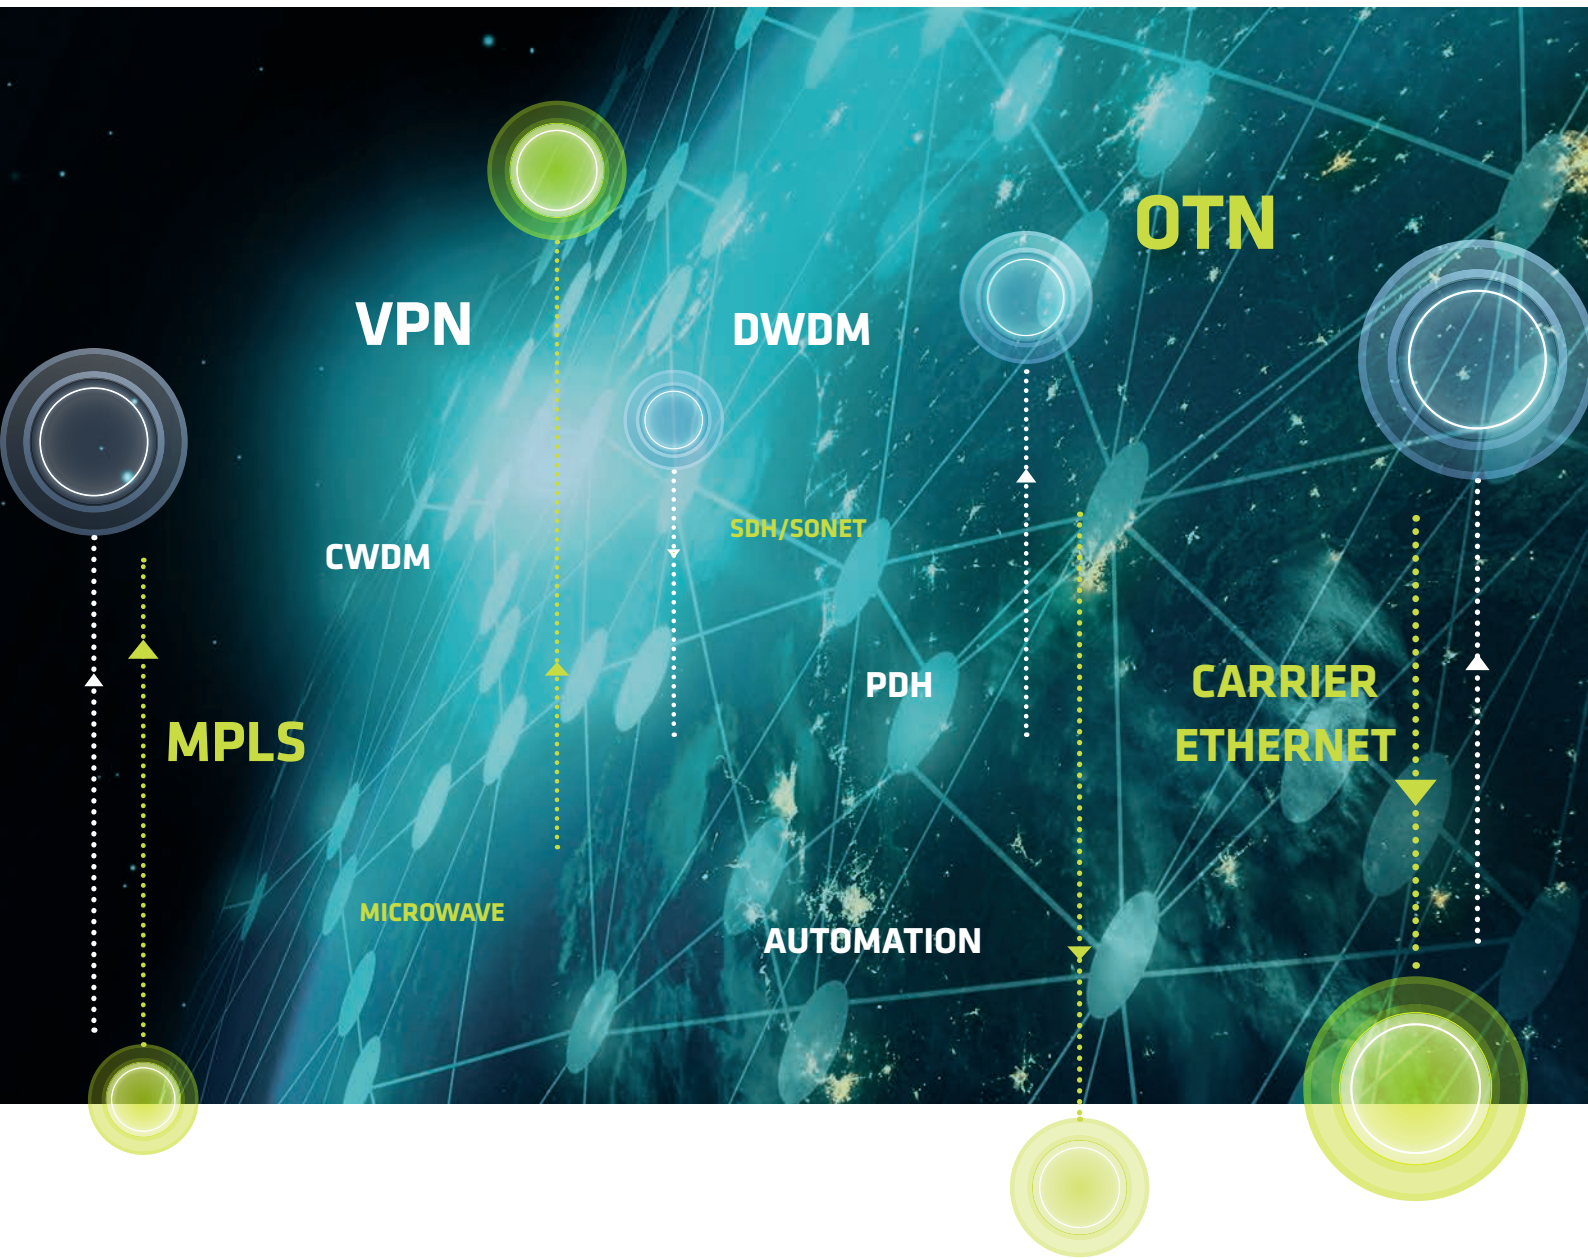 OTN
VPN
DWDM
SDH/SONET
CWDM
PDH
CARRIER
ETHERNET
MPLS
MICROWAVE
AUTOMATION